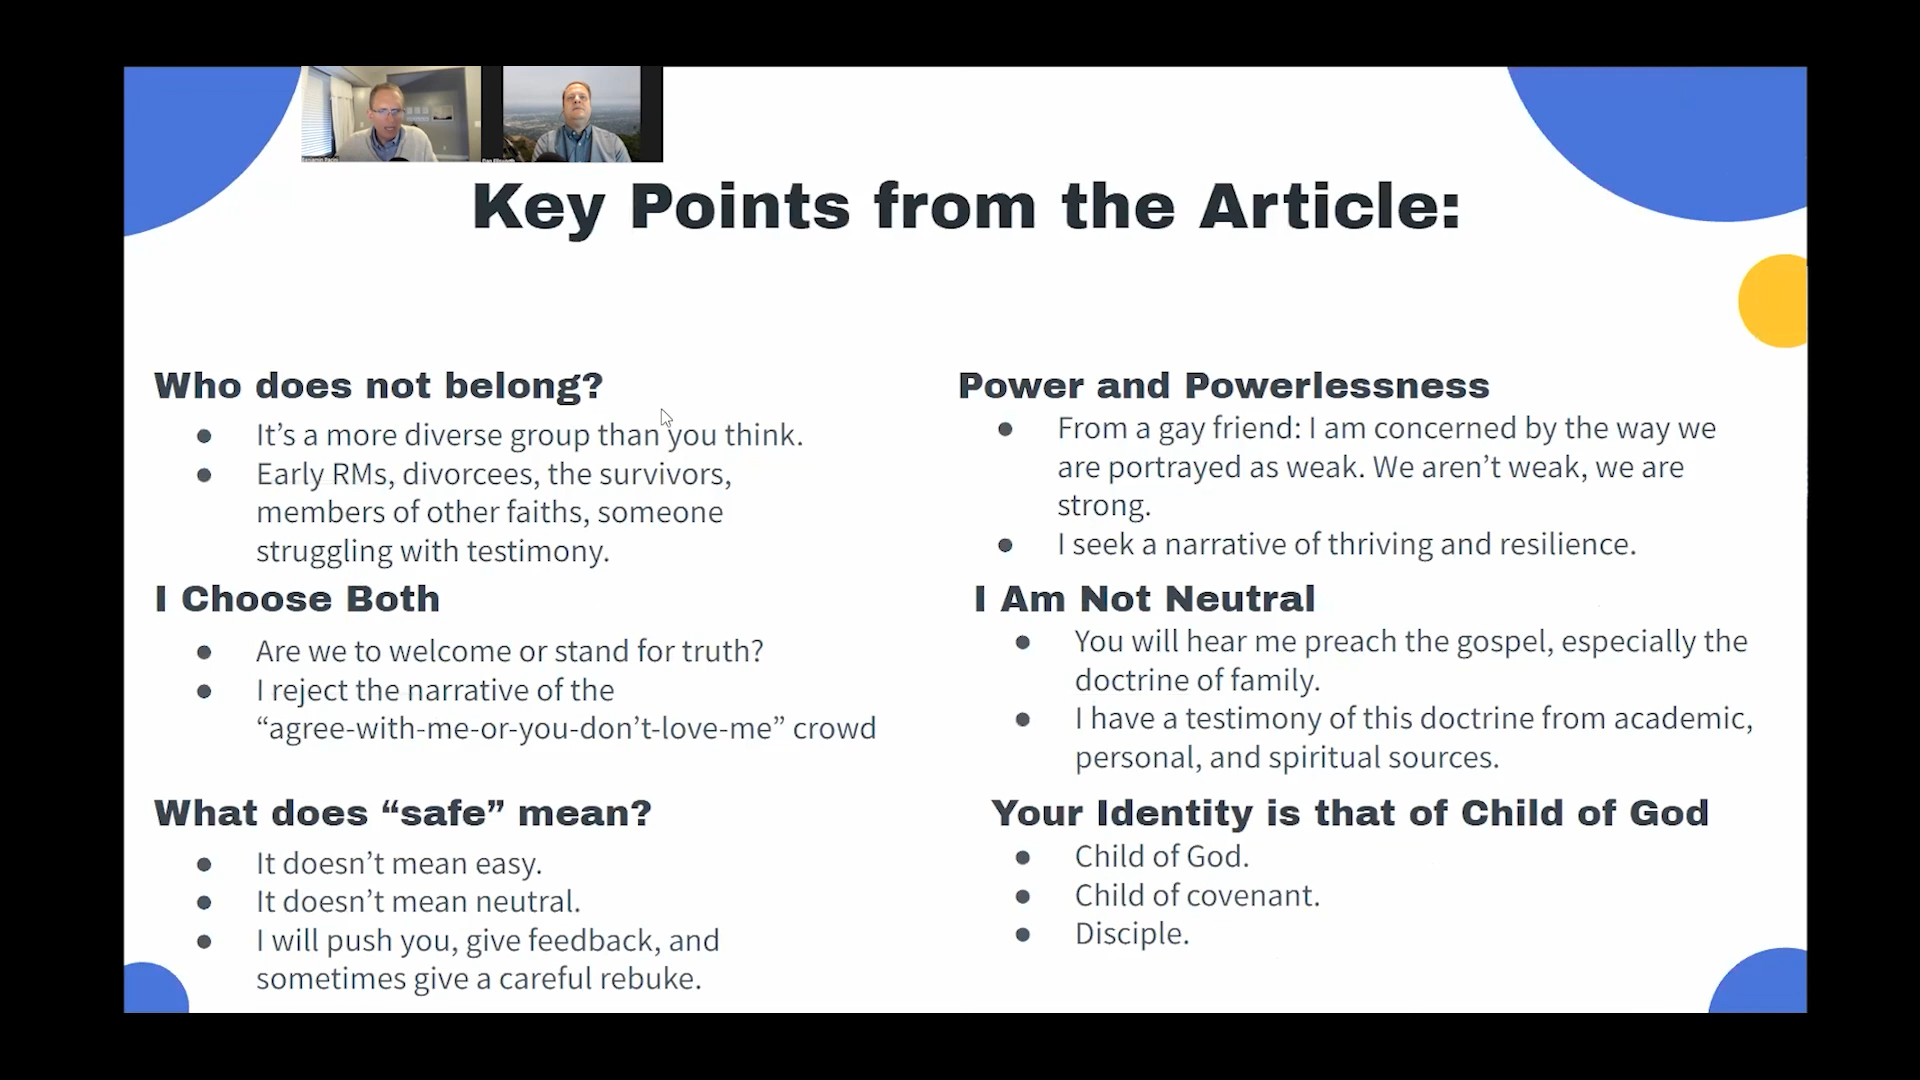 Key Points from the Article:
Who does not belong?
It’s a more diverse group than you think.
Early RMs, divorcees, the survivors,
members of other faiths, someone
struggling with testimony.
I Choose Both
Are we to welcome or stand for truth?
I reject the narrative of the
“agree-with-me-or-you-don’t-love-me” crowd
What does “safe” mean?
It doesn’t mean easy.
It doesn’t mean neutral.
I will push you, give feedback, and
sometimes give a careful rebuke.
Power and Powerlessness
From a gay friend: I am concerned by the way we
are portrayed as weak. We aren’t weak, we are
strong.
I seek a narrative of thriving and resilience.
I Am Not Neutral
You will hear me preach the gospel, especially the
doctrine of family.
I have a testimony of this doctrine from academic,
personal, and spiritual sources.
Your Identity is that of Child of God
Child of God.
Child of covenant.
Disciple.